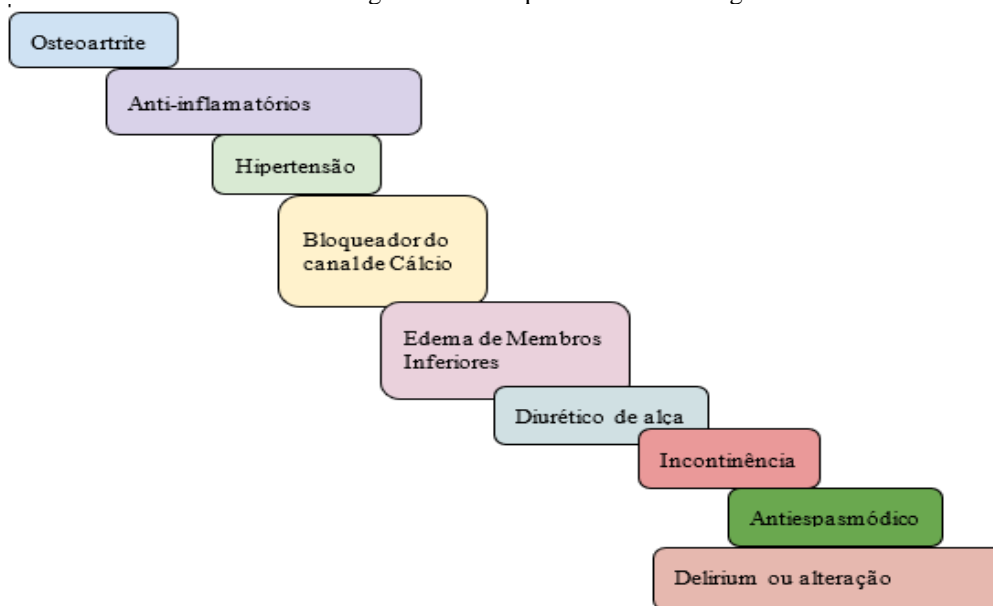 Osteoartrite
Anti-inflamatórios
Hipertensão
Bloqueador do
canal de Cálcio
Edema de Membros
Inferiores
Diurético de alça
Incontinência
Antiespasmódico
Delirium ou alteração